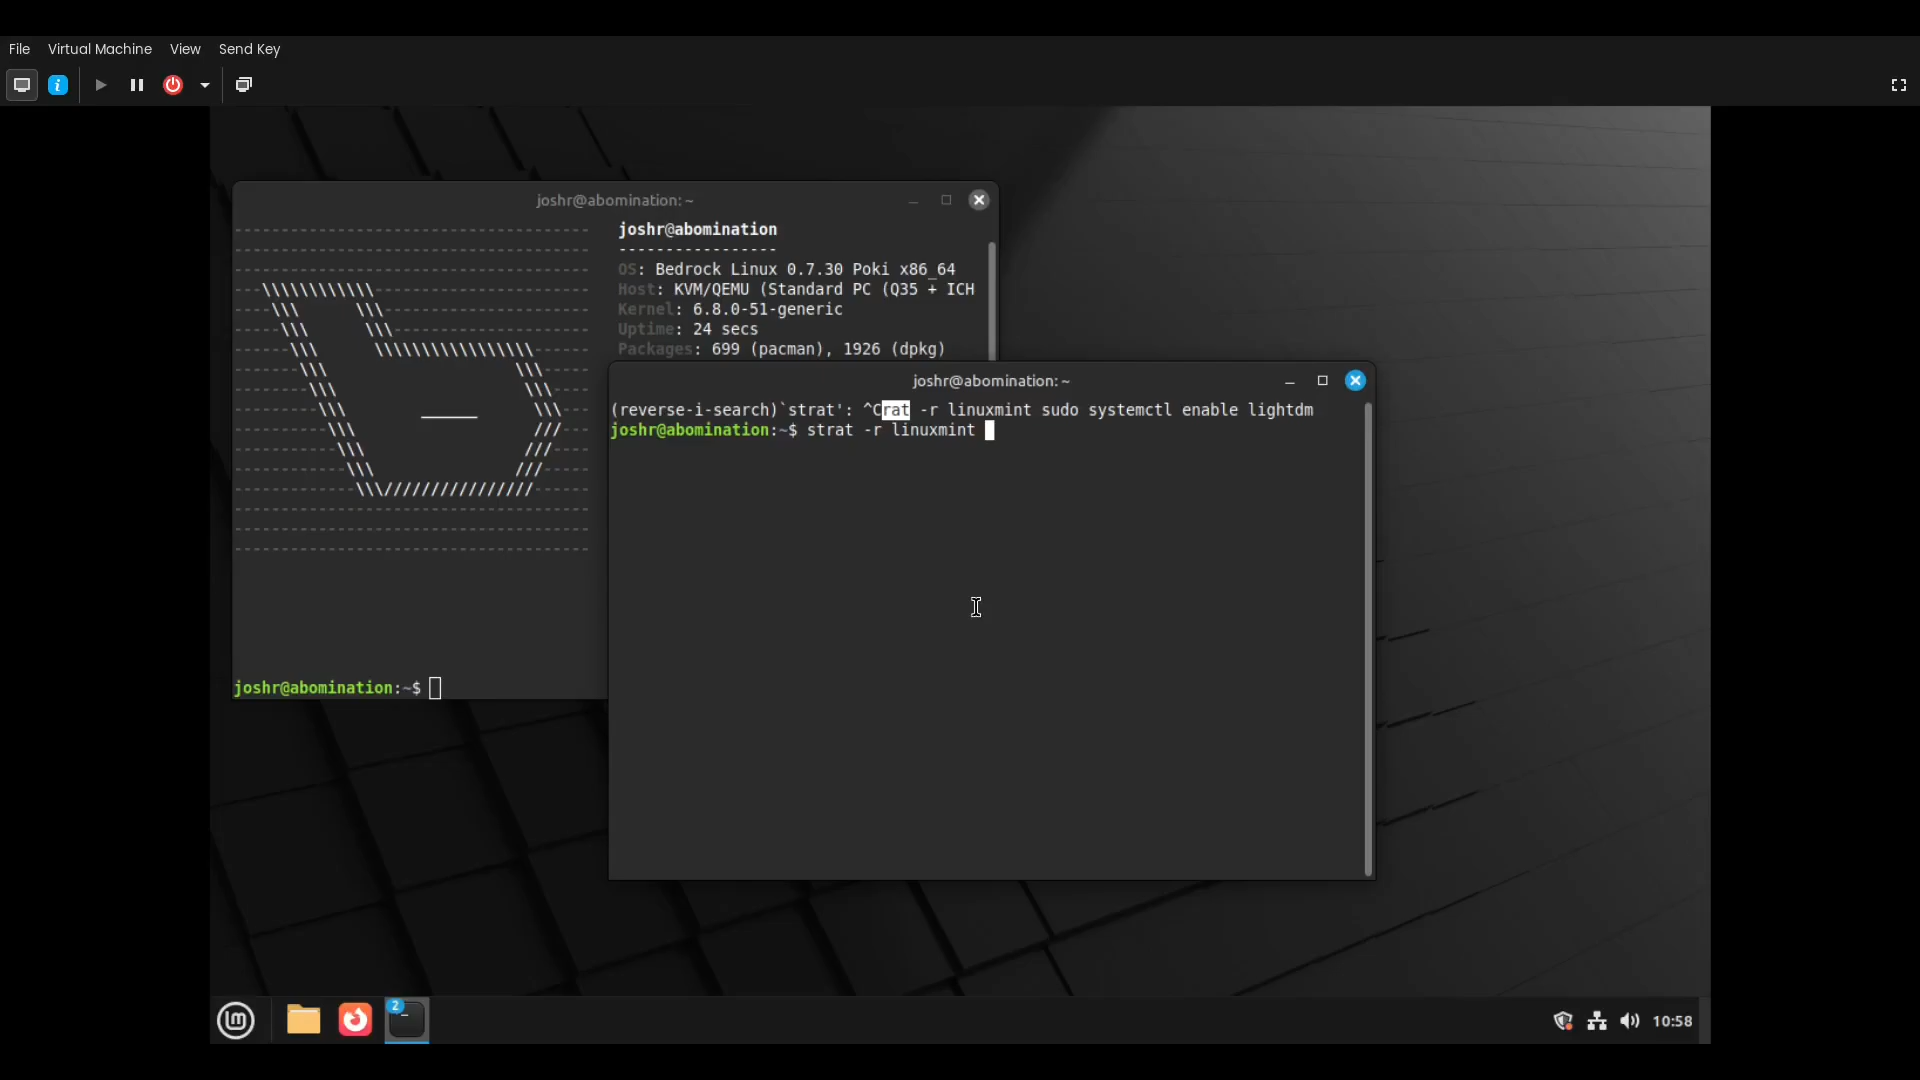 File Virtual Machine View Send Key
joshr@abomination: ~
joshr@abomination
-----------------
OS: Bedrock Linux 0.7.30 Poki x86_64
Host: KVM/QEMU (Standard PC (Q35 + ICH
Kernel: 6.8.0-51-generic
Uptime: 24 secs
Packages: 699 (pacman), 1926 (dpkg)
joshr@abomination:~$
joshr@abomination: ~
(reverse-i-search)`strat': ^Crat -r linuxmint sudo systemctl enable lightdm
joshr@abomination:~$ strat -r linuxmint
2
10:58